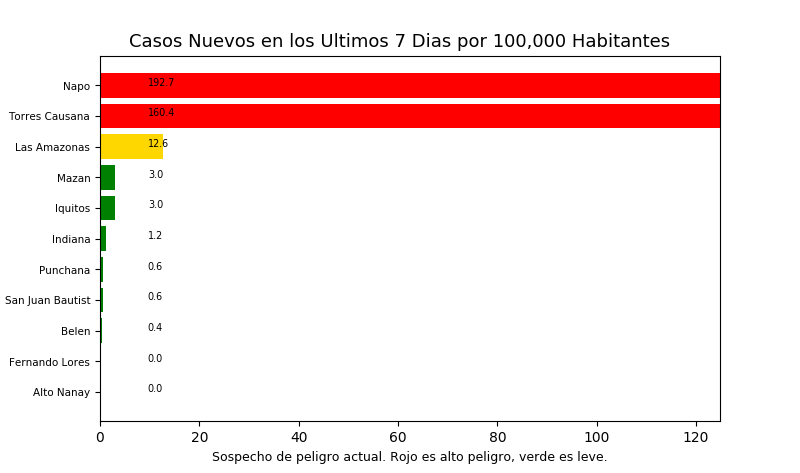 Casos Nuevos en los Ultimos 7 Dias por 100,000 Habitantes
Napo 192.7
Torres Causana 160.4
Las Amazonas 12.6
Mazan 3.0
Iquitos 3.0
Indiana 1.2
Punchana 0.6
San Juan Bautist 0.6
Belen 0.4
Fernando Lores 0.0
Alto Nanay 0.0
0 20 40 60 80 100 120
Sospecho de peligro actual. Rojo es alto peligro, verde es leve.